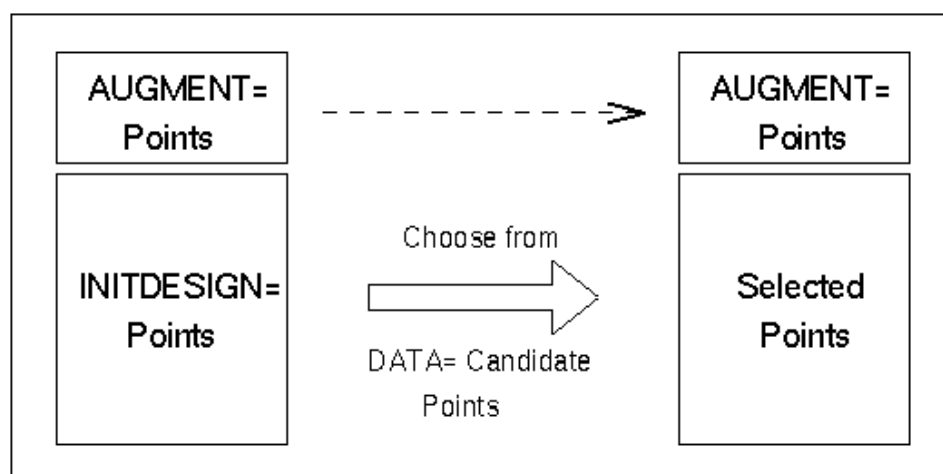 AUGMENT=
Points
AUGMENT=
Points
INITDESIGN=
Points
Choose from
DATA= Candidate
Points
Selected
Points